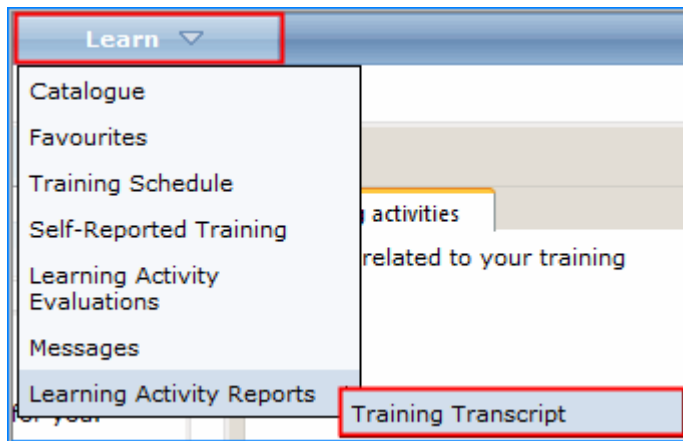 Learn
Catalogue
Favourites
Training Schedule
Self-Reported Training
activities
related to your training
Learning Activity
Evaluations
Messages
Learning Activity Reports
Training Transcript
for your